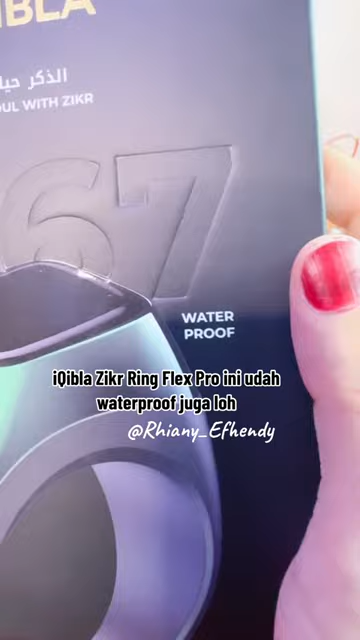 IBLA
الذكر حيا
OUL WITH ZIKR
67
WATER
PROOF
iQibla Zikr Ring Flex Pro ini udah
waterproof juga loh
@Rhiany_Efhendy